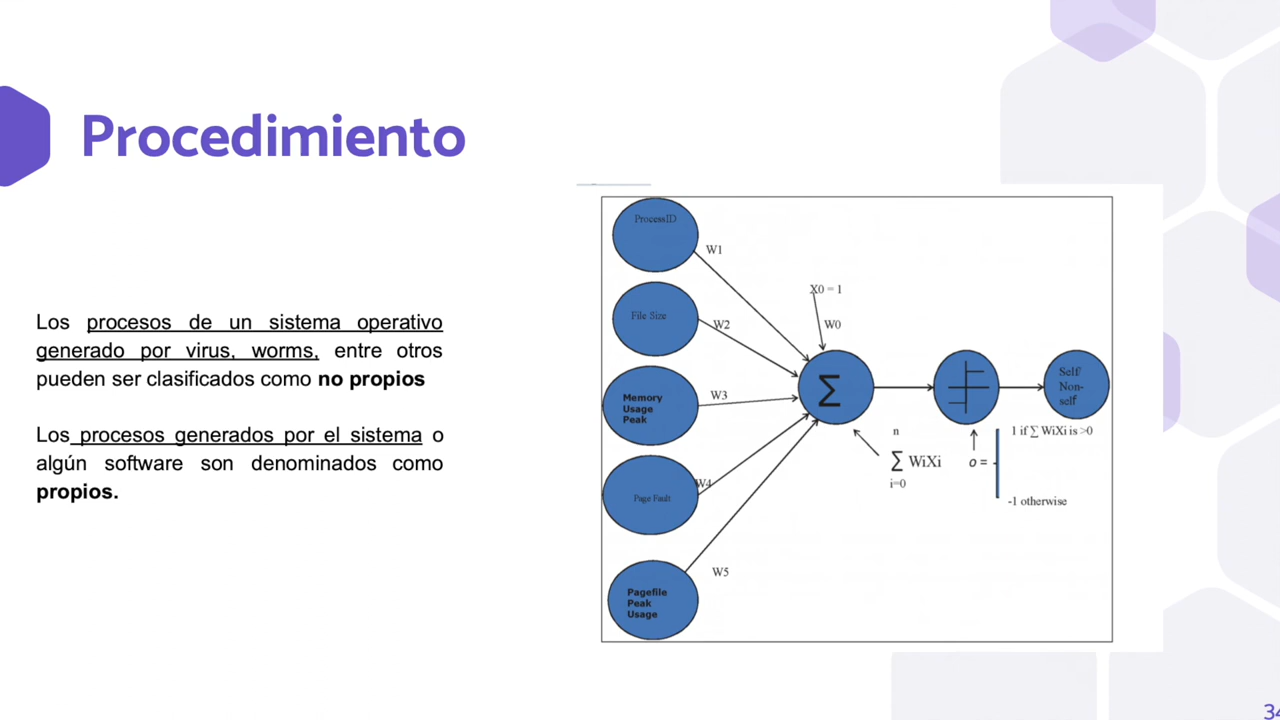 Procedimiento
Los procesos de un sistema operativo
generado por virus, worms, entre otros
pueden ser clasificados como no propios
Los procesos generados por el sistema o
algún software son denominados como
propios.
ProcessID
W1
File Size
W2
Memory
Usage
Peak
W3
Page Fault
W4
Pagefile
Peak
Usage
W5
X0 = 1
W0
Σ
Self/
Non-
self
n
Σ WiXi
i=0
o =
1 if Σ WiXi is >0
-1 otherwise
34